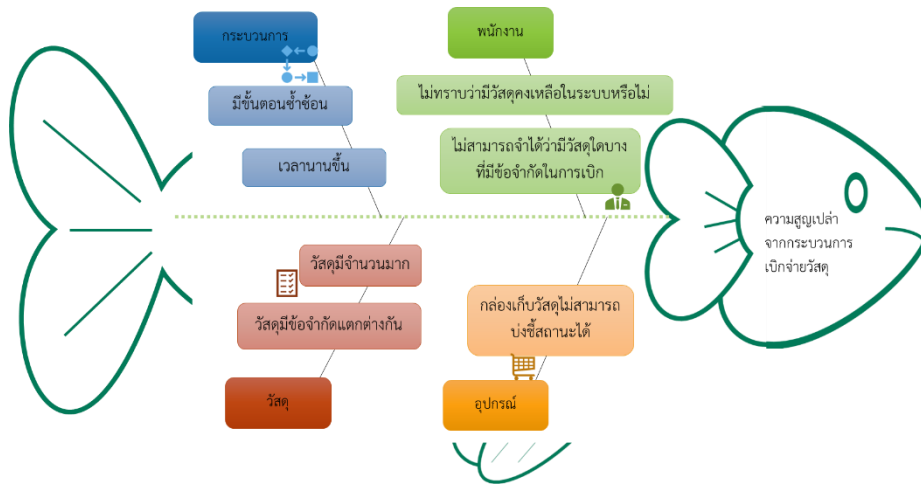 กระบวนการ
มีขั้นตอนซ้ำซ้อน
เวลานานขึ้น
พนักงาน
ไม่ทราบว่ามีวัสดุคงเหลือในระบบหรือไม่
ไม่สามารถจำได้ว่ามีวัสดุใดบาง
ที่มีข้อจำกัดในการเบิก
ความสูญเปล่า
จากกระบวนการ
เบิกจ่ายวัสดุ
วัสดุมีจำนวนมาก
วัสดุมีข้อจำกัดแตกต่างกัน
วัสดุ
กล่องเก็บวัสดุไม่สามารถ
บ่งชี้สถานะได้
อุปกรณ์